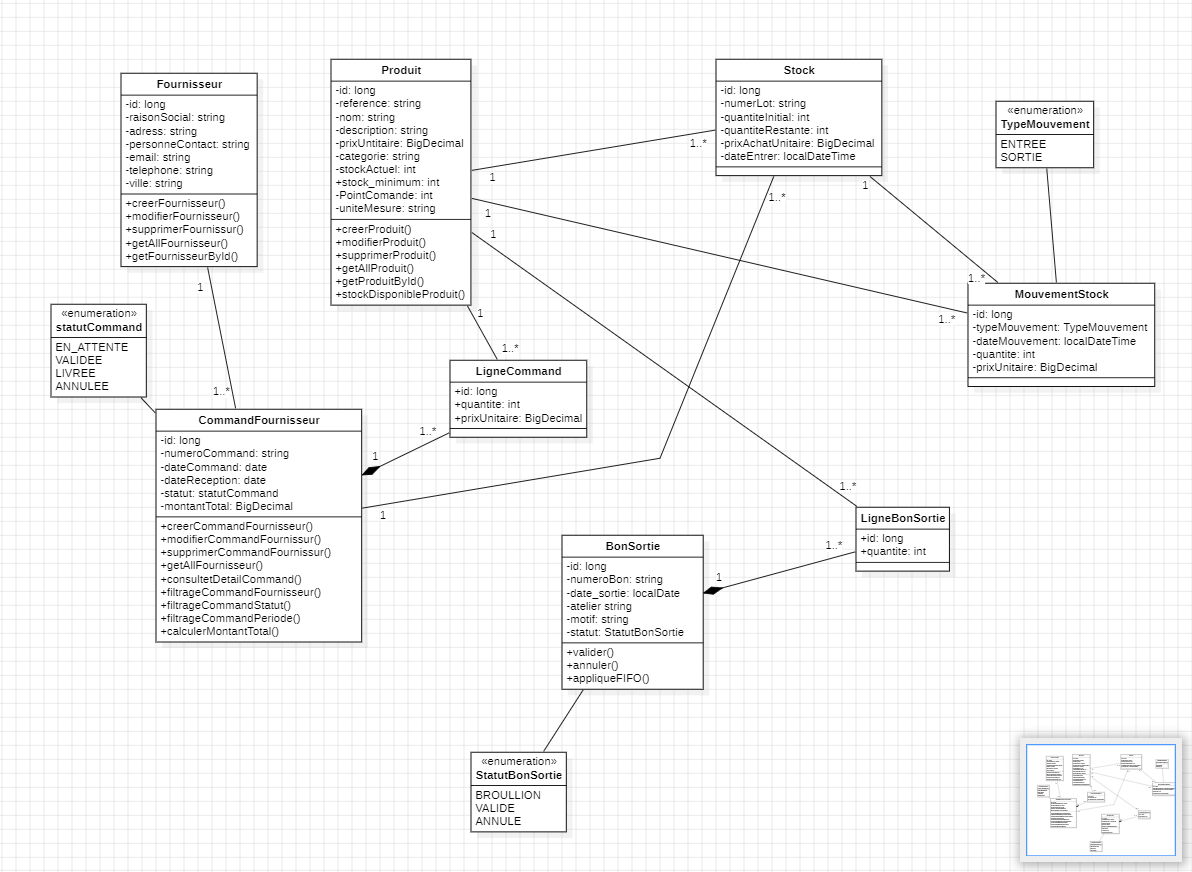 Fournisseur
-id: long
-raisonSocial: string
-adress: string
-personneContact: string
-email: string
-telephone: string
-ville: string
+creerFournisseur()
+modifierFournisseur()
+supprimerFournissur()
+getAllFournisseur()
+getFournisseurById()
Produit
-id: long
-reference: string
-nom: string
-description: string
-prixUntitaire: BigDecimal
-categorie: string
-stockActuel: int
+stock_minimum: int
-PointComande: int
-uniteMesure: string
+creerProduit()
+modifierProduit()
+supprimerProduit()
+getAllProduit()
+getProduitById()
+stockDisponibleProduit()
Stock
-id: long
-numerLot: string
-quantiteInitial: int
-quantiteRestante: int
-prixAchatUnitaire: BigDecimal
-dateEntrer: localDateTime
«enumeration»
TypeMouvement
ENTREE
SORTIE
1..*
1
1
1
1..*
1
1..*
1..*
MouvementStock
-id: long
-typeMouvement: TypeMouvement
-dateMouvement: localDateTime
-quantite: int
-prixUnitaire: BigDecimal
1
1..*
«enumeration»
statutCommand
EN_ATTENTE
VALIDEE
LIVREE
ANNULEE
1
1..*
LigneCommand
+id: long
+quantite: int
+prixUnitaire: BigDecimal
CommandFournisseur
-id: long
-numeroCommand: string
-dateCommand: date
-dateReception: date
-statut: statutCommand
-montantTotal: BigDecimal
+creerCommandFournisseur()
+modifierCommandFournissur()
+supprimerCommandFournissur()
+getAllFournisseur()
+consultetDetailCommand()
+filtrageCommandFournisseur()
+filtrageCommandStatut()
+filtrageCommandPeriode()
+calculerMontantTotal()
1..*
1
1
1..*
LigneBonSortie
+id: long
+quantite: int
1..*
1
BonSortie
-id: long
-numeroBon: string
-date_sortie: localDate
-atelier string
-motif: string
-statut: StatutBonSortie
+valider()
+annuler()
+appliqueFIFO()
«enumeration»
StatutBonSortie
BROULLION
VALIDE
ANNULE